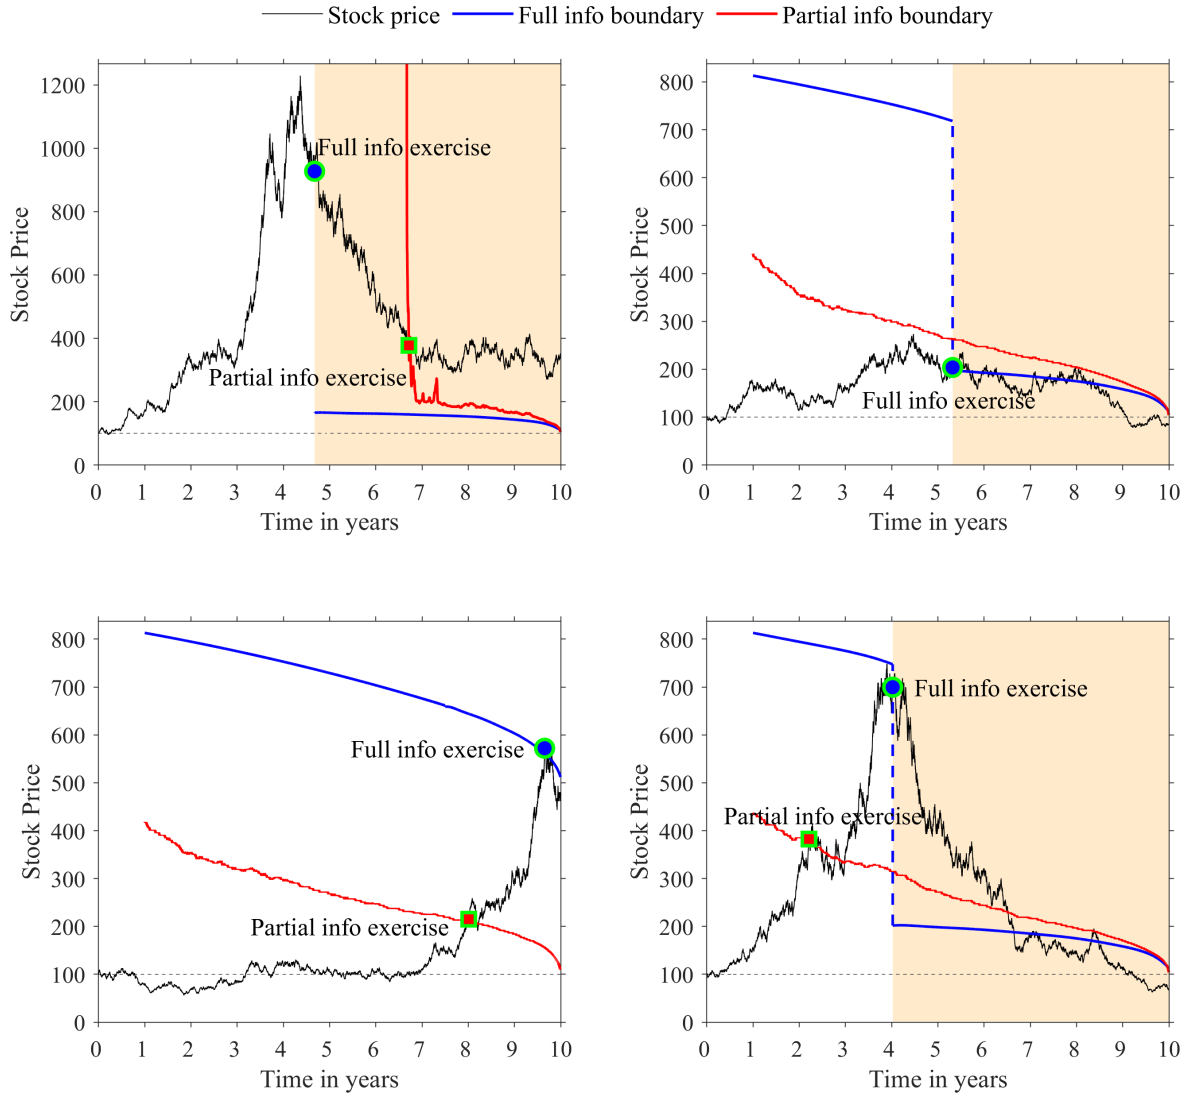 Stock price Full info boundary Partial info boundary
1200
1000
800
600
400
200
0
Stock Price
Full info exercise
Partial info exercise
0 1 2 3 4 5 6 7 8 9 10
Time in years
800
700
600
500
400
300
200
100
0
Stock Price
Full info exercise
0 1 2 3 4 5 6 7 8 9 10
Time in years
800
700
600
500
400
300
200
100
0
Stock Price
Full info exercise
Partial info exercise
0 1 2 3 4 5 6 7 8 9 10
Time in years
800
700
600
500
400
300
200
100
0
Stock Price
Full info exercise
Partial info exercise
0 1 2 3 4 5 6 7 8 9 10
Time in years